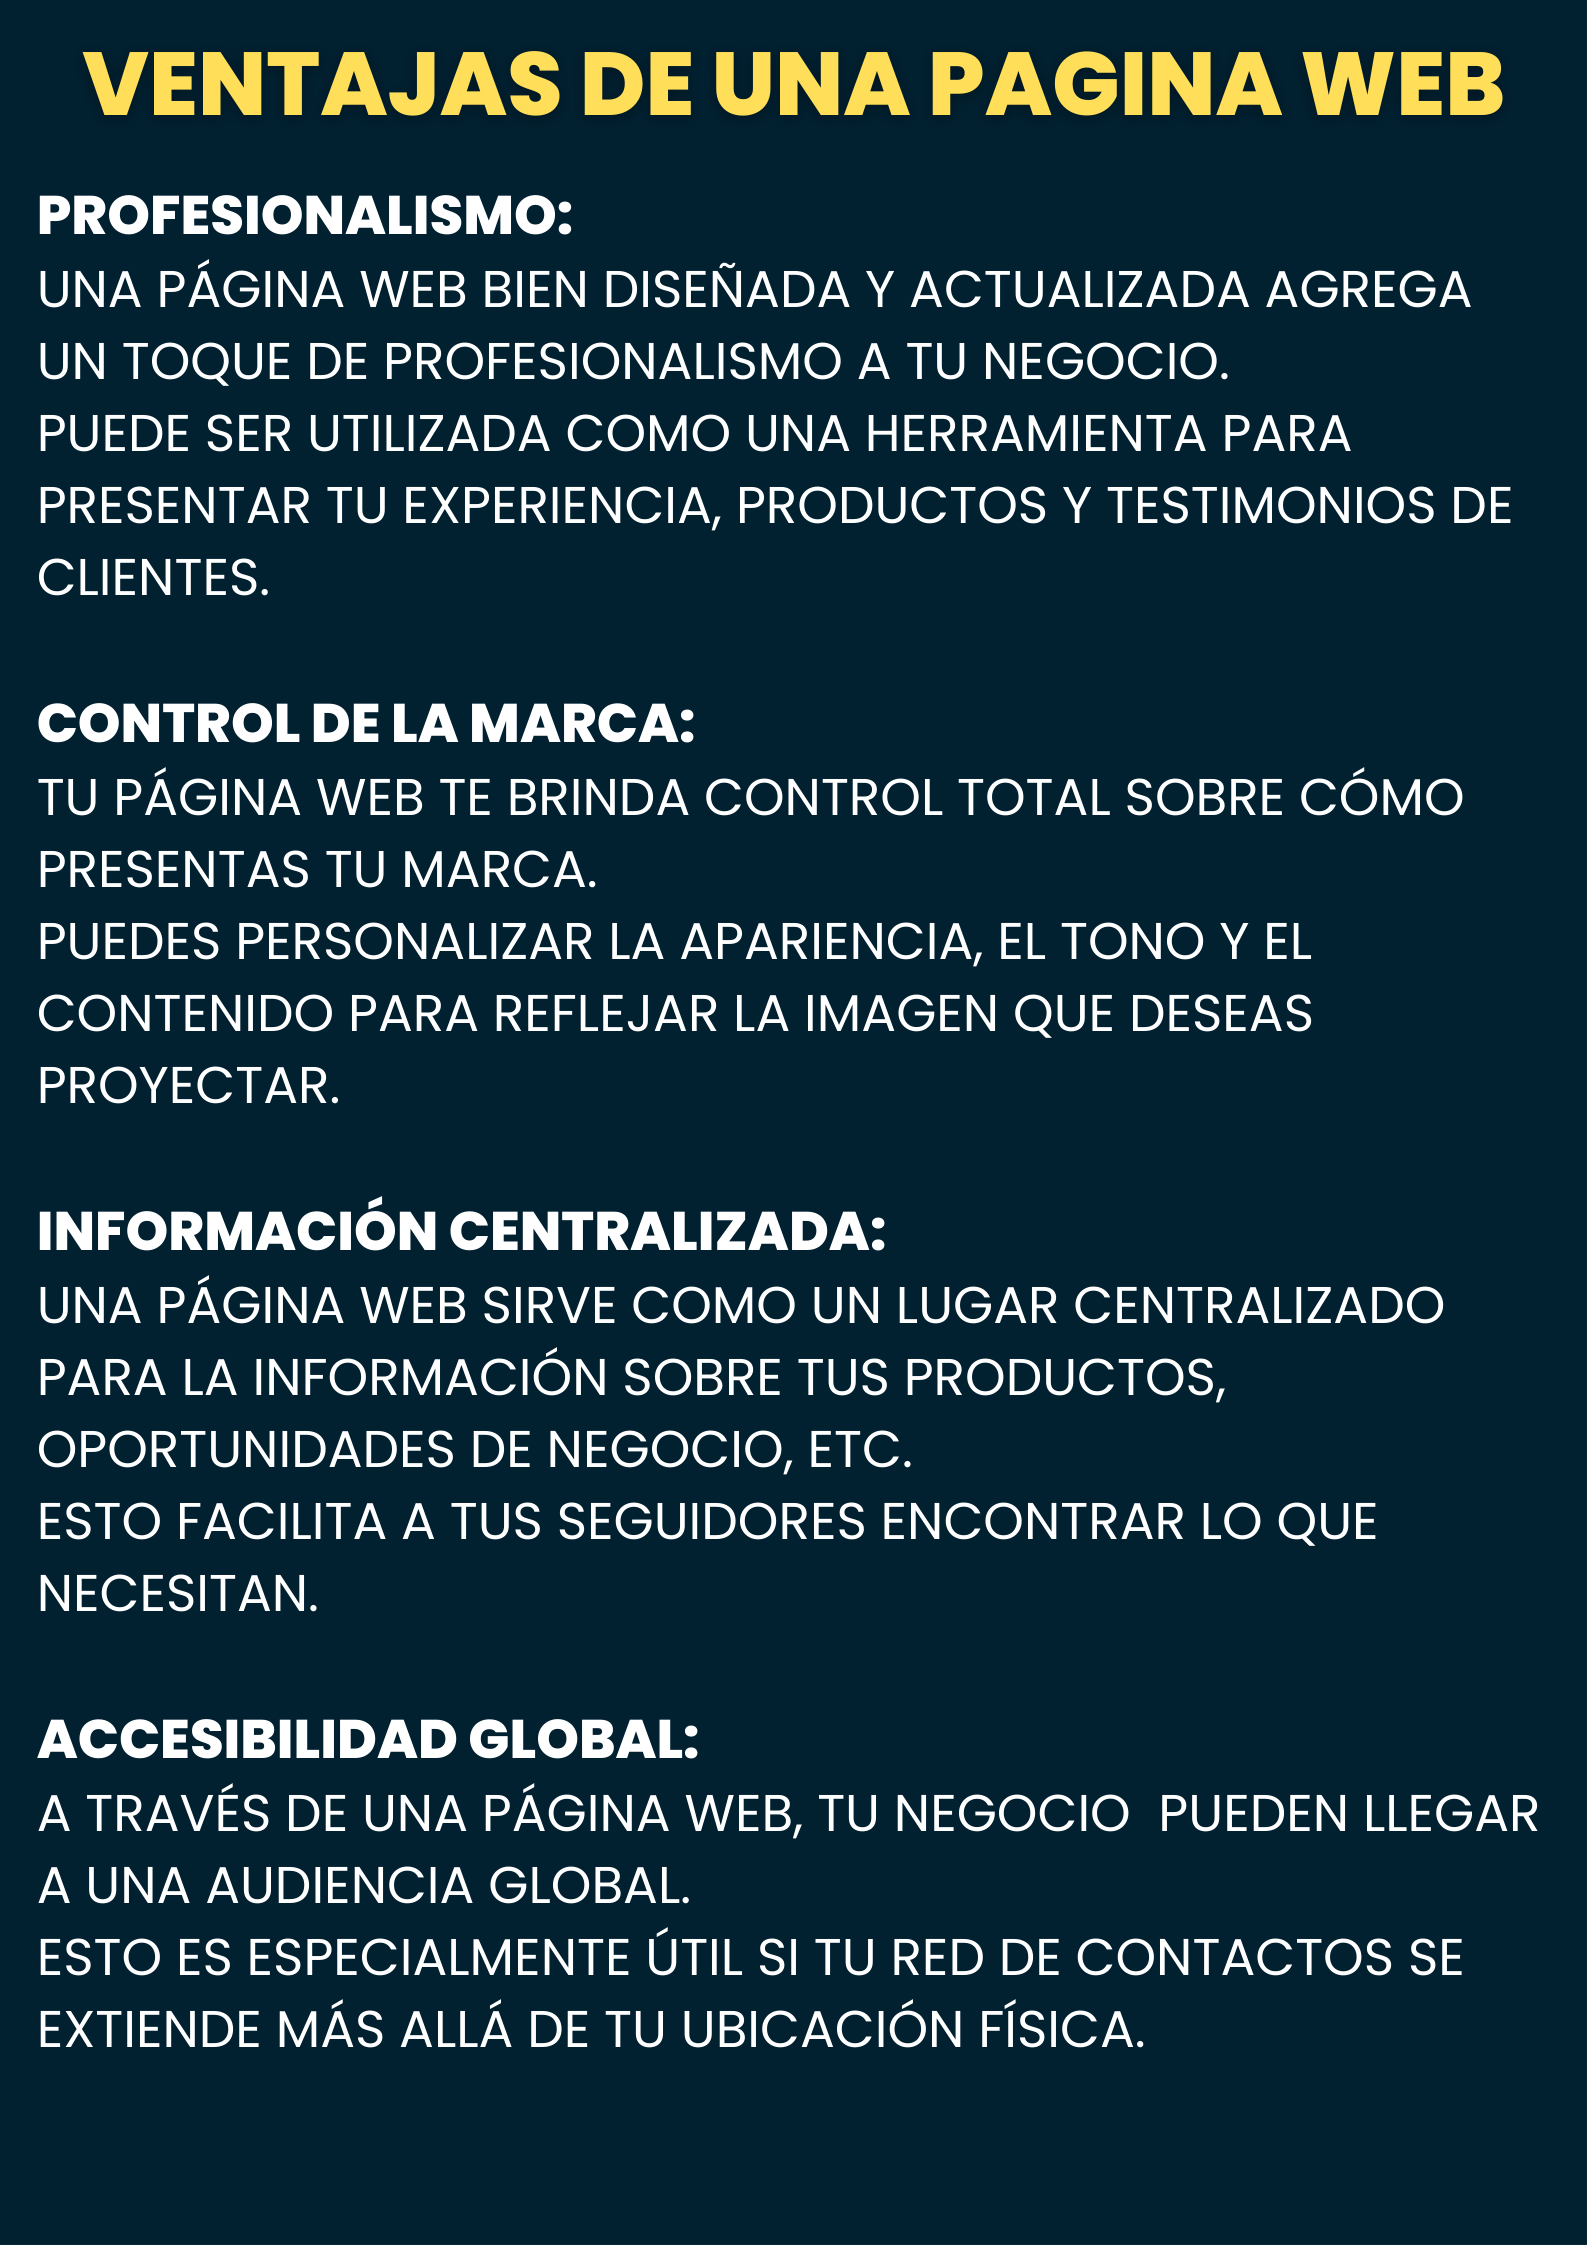 VENTAJAS DE UNA PAGINA WEB
PROFESIONALISMO:
UNA PÁGINA WEB BIEN DISEÑADA Y ACTUALIZADA AGREGA
UN TOQUE DE PROFESIONALISMO A TU NEGOCIO.
PUEDE SER UTILIZADA COMO UNA HERRAMIENTA PARA
PRESENTAR TU EXPERIENCIA, PRODUCTOS Y TESTIMONIOS DE
CLIENTES.
CONTROL DE LA MARCA:
TU PÁGINA WEB TE BRINDA CONTROL TOTAL SOBRE CÓMO
PRESENTAS TU MARCA.
PUEDES PERSONALIZAR LA APARIENCIA, EL TONO Y EL
CONTENIDO PARA REFLEJAR LA IMAGEN QUE DESEAS
PROYECTAR.
INFORMACIÓN CENTRALIZADA:
UNA PÁGINA WEB SIRVE COMO UN LUGAR CENTRALIZADO
PARA LA INFORMACIÓN SOBRE TUS PRODUCTOS,
OPORTUNIDADES DE NEGOCIO, ETC.
ESTO FACILITA A TUS SEGUIDORES ENCONTRAR LO QUE
NECESITAN.
ACCESIBILIDAD GLOBAL:
A TRAVÉS DE UNA PÁGINA WEB, TU NEGOCIO  PUEDEN LLEGAR
A UNA AUDIENCIA GLOBAL.
ESTO ES ESPECIALMENTE ÚTIL SI TU RED DE CONTACTOS SE
EXTIENDE MÁS ALLÁ DE TU UBICACIÓN FÍSICA.